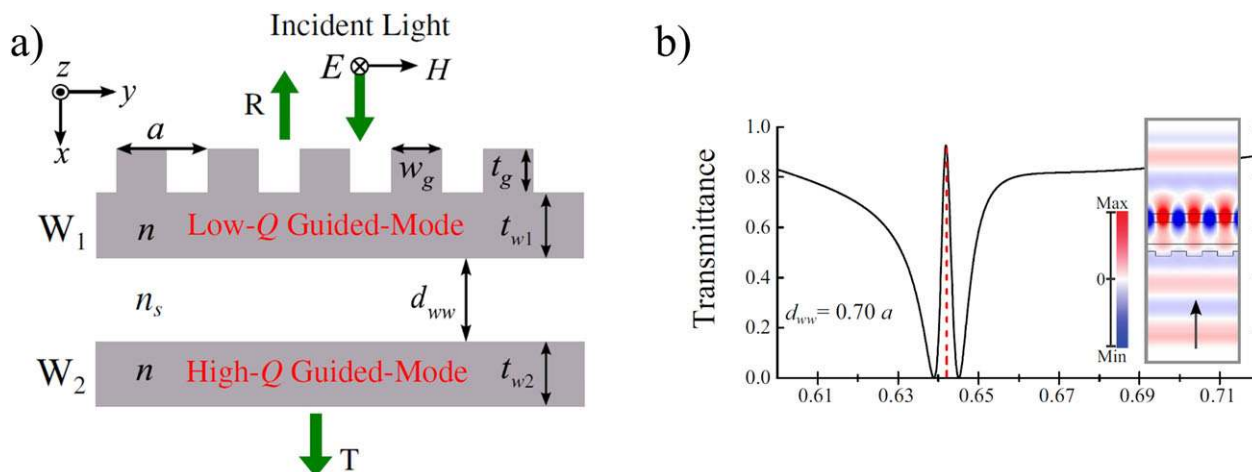 a)
Incident Light
z
y
x
R
E
H
a
w_g
t_g
W₁
n
Low-Q Guided-Mode
t_w1
n_s
d_ww
W₂
n
High-Q Guided-Mode
t_w2
T
b)
Transmittance
1.0
0.8
0.6
0.4
0.2
0.0
d_ww = 0.70 a
Max
0
Min
0.61
0.63
0.65
0.67
0.69
0.71